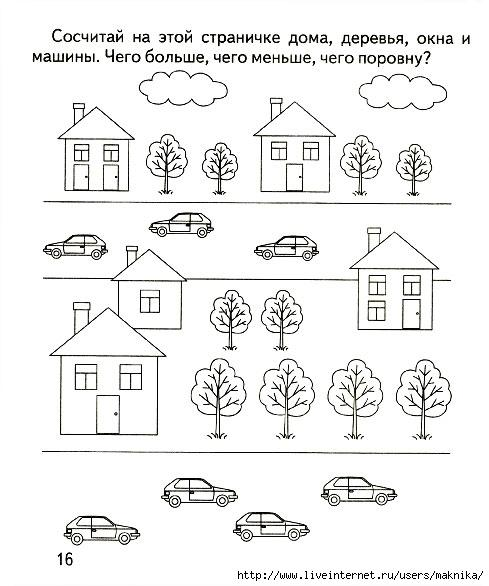 Сосчитай на этой страничке дома, деревья, окна и
машины. Чего больше, чего меньше, чего поровну?
16
http://www.liveinternet.ru/users/maknika/